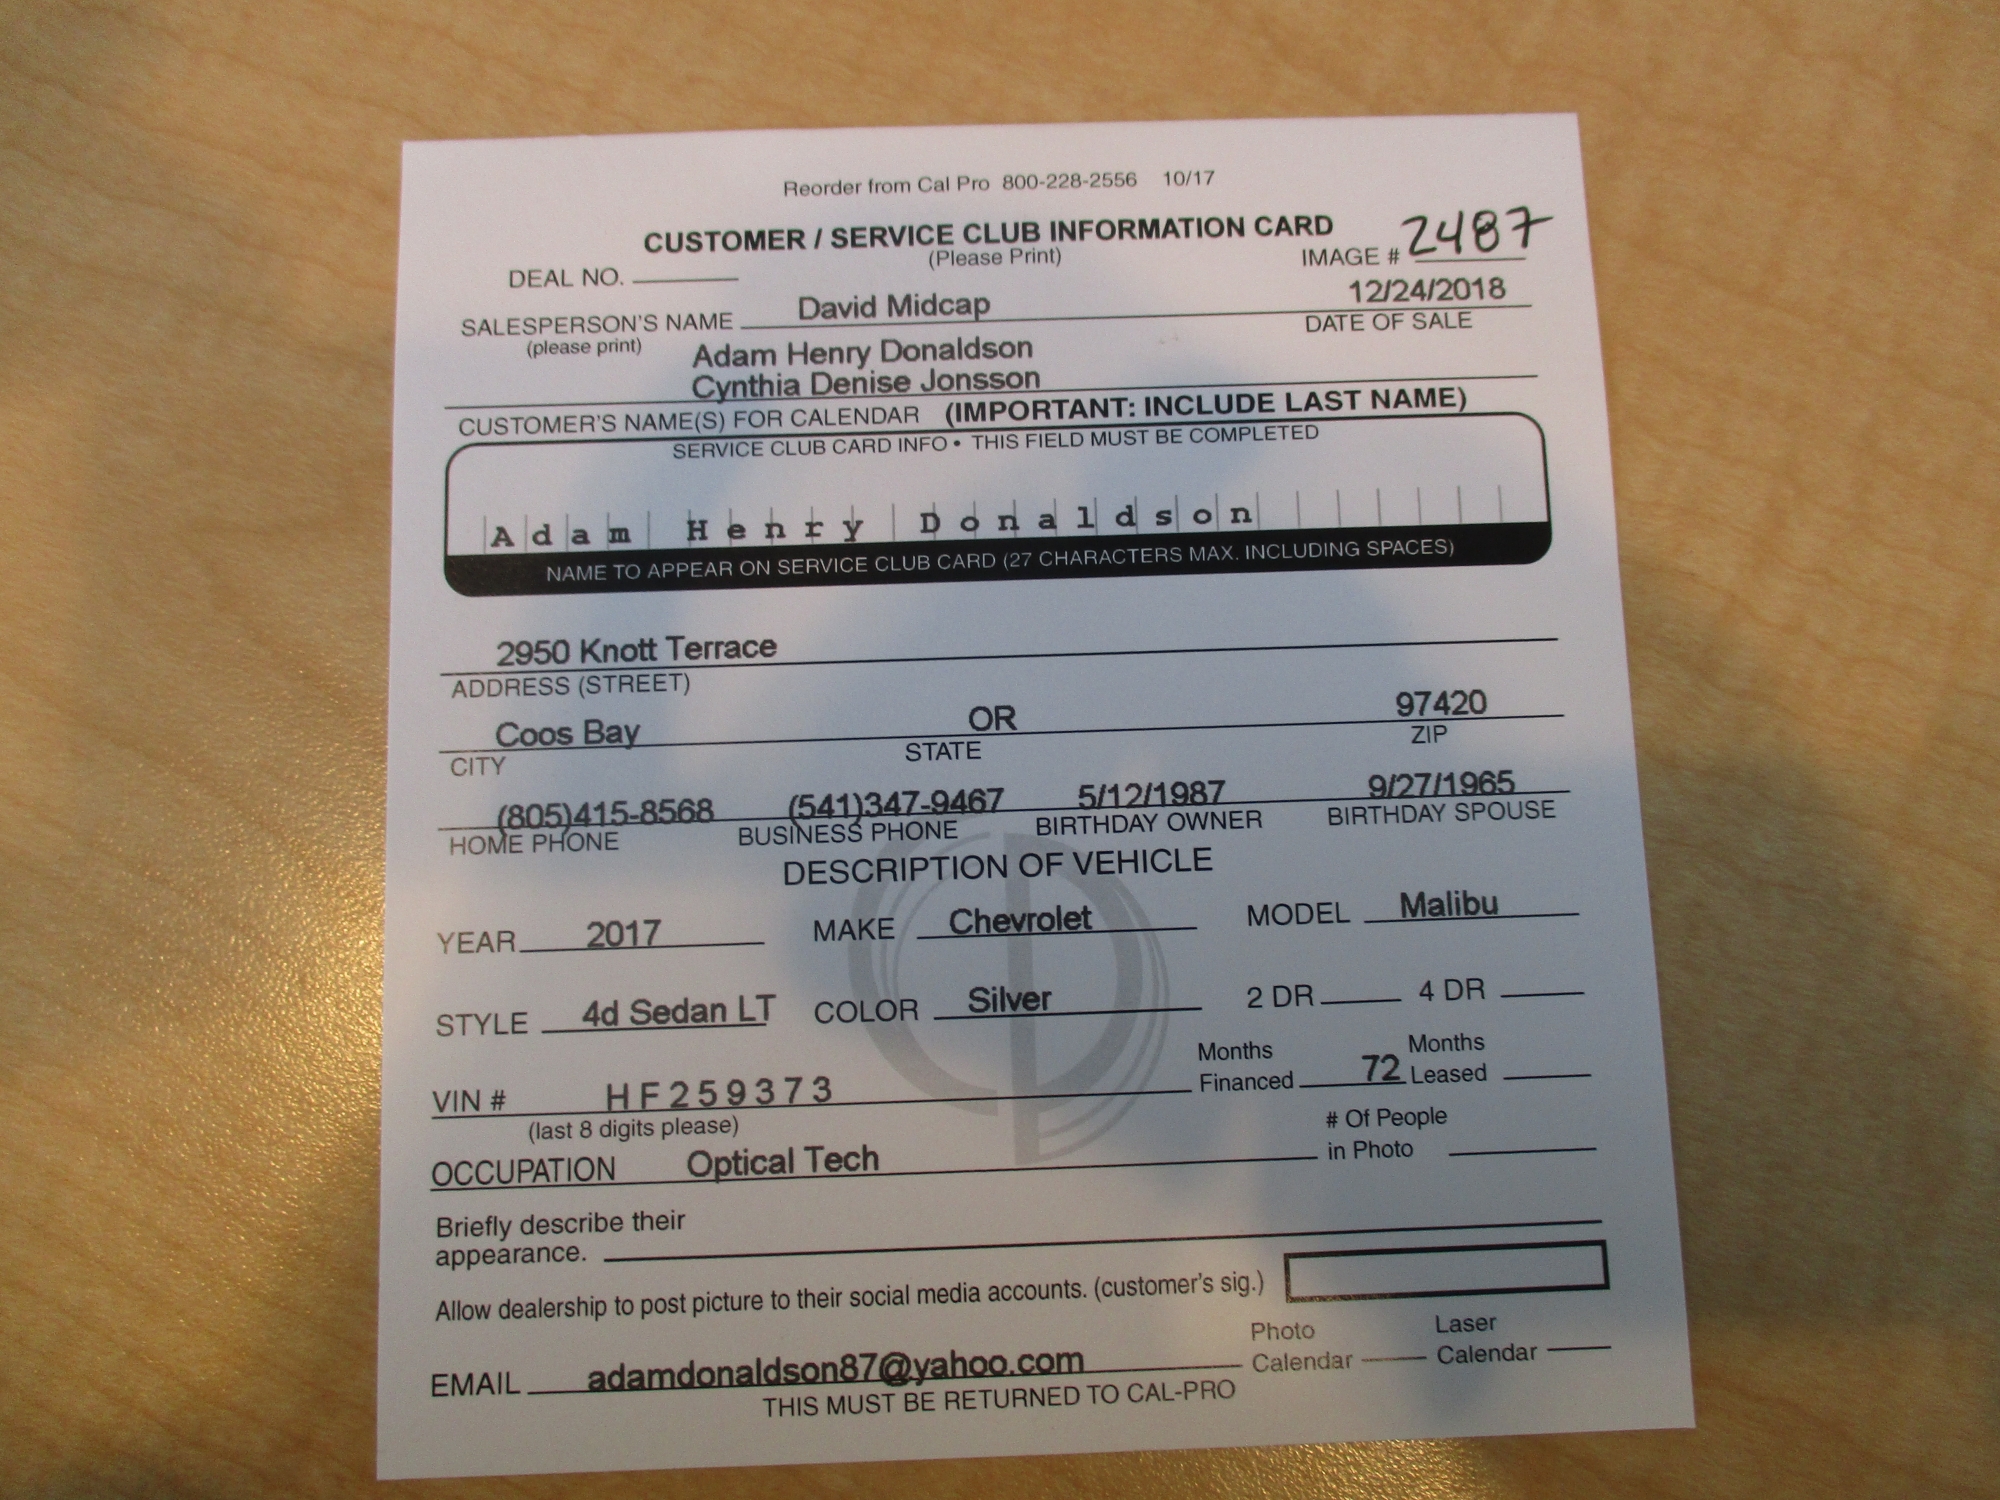 Reorder from Cal Pro 800-228-2556 10/17
CUSTOMER / SERVICE CLUB INFORMATION CARD
(Please Print)
IMAGE # 2487
DEAL NO.
SALESPERSON'S NAME David Midcap
(please print)
12/24/2018
DATE OF SALE
Adam Henry Donaldson
Cynthia Denise Jonsson
CUSTOMER'S NAME(S) FOR CALENDAR (IMPORTANT: INCLUDE LAST NAME)
SERVICE CLUB CARD INFO • THIS FIELD MUST BE COMPLETED
Adam Henry Donaldson
NAME TO APPEAR ON SERVICE CLUB CARD (27 CHARACTERS MAX. INCLUDING SPACES)
2950 Knott Terrace
ADDRESS (STREET)
Coos Bay OR 97420
CITY STATE ZIP
(805)415-8568 (541)347-9467 5/12/1987 9/27/1965
HOME PHONE BUSINESS PHONE BIRTHDAY OWNER BIRTHDAY SPOUSE
DESCRIPTION OF VEHICLE
YEAR 2017 MAKE Chevrolet MODEL Malibu
STYLE 4d Sedan LT COLOR Silver 2 DR 4 DR
VIN # HF259373 Months Financed 72 Months Leased
(last 8 digits please)
OCCUPATION Optical Tech # Of People in Photo
Briefly describe their
appearance.
Allow dealership to post picture to their social media accounts. (customer's sig.)
EMAIL adamdonaldson87@yahoo.com Photo Calendar Laser Calendar
THIS MUST BE RETURNED TO CAL-PRO